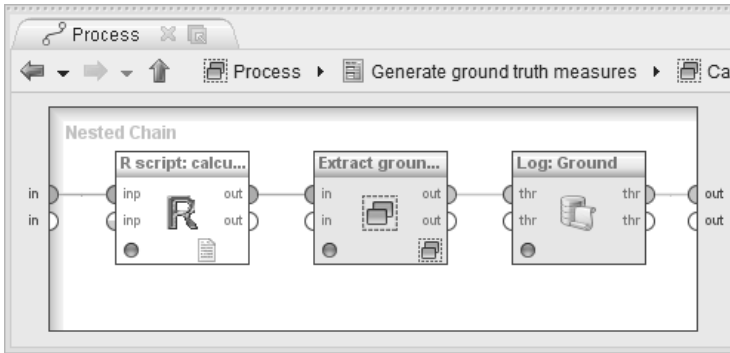 Process
Process Generate ground truth measures Ca
Nested Chain
R script: calcu... Extract groun... Log: Ground
in inp out in out thr thr out
in inp out in out thr thr out